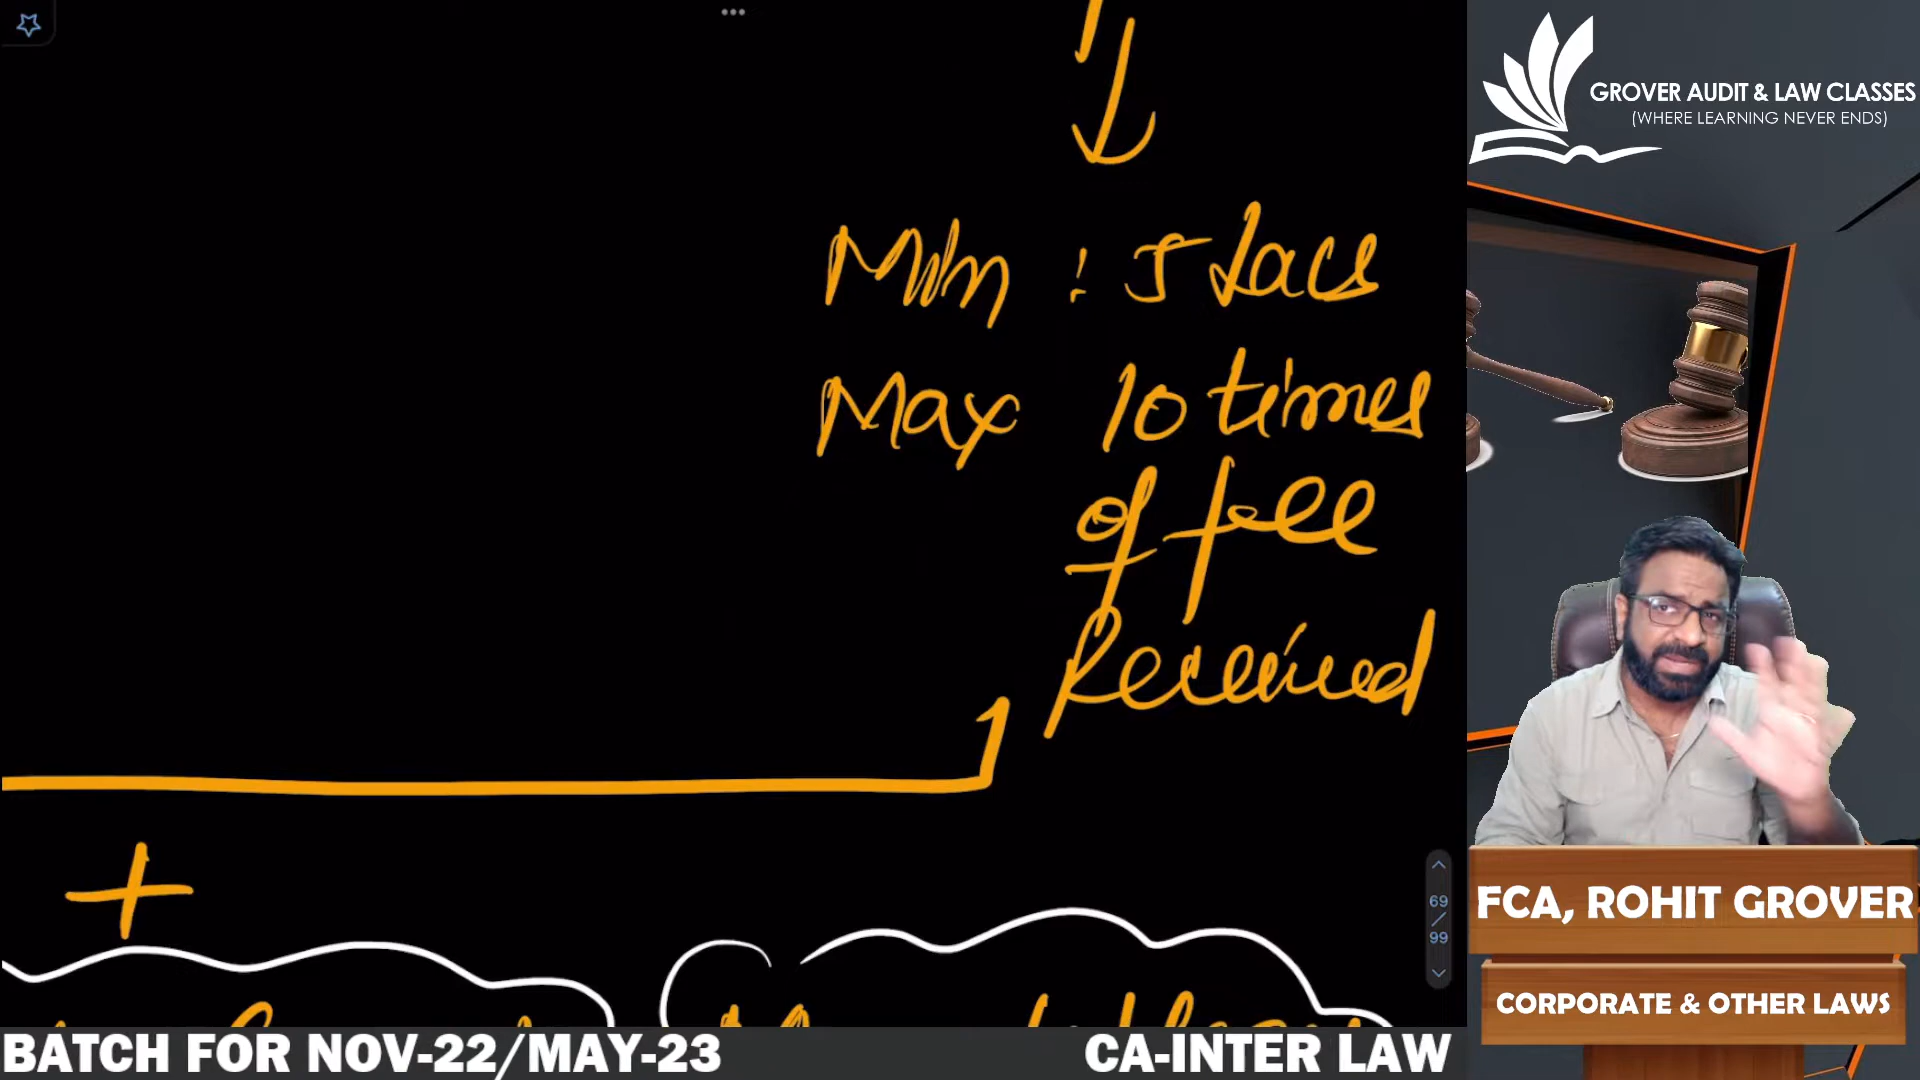 GROVER AUDIT & LAW CLASSES
(WHERE LEARNING NEVER ENDS)
Min : 5 Lacs
Max 10 times
of fee
Received
+
69
/
99
FCA, ROHIT GROVER
CORPORATE & OTHER LAWS
BATCH FOR NOV-22/MAY-23
CA-INTER LAW